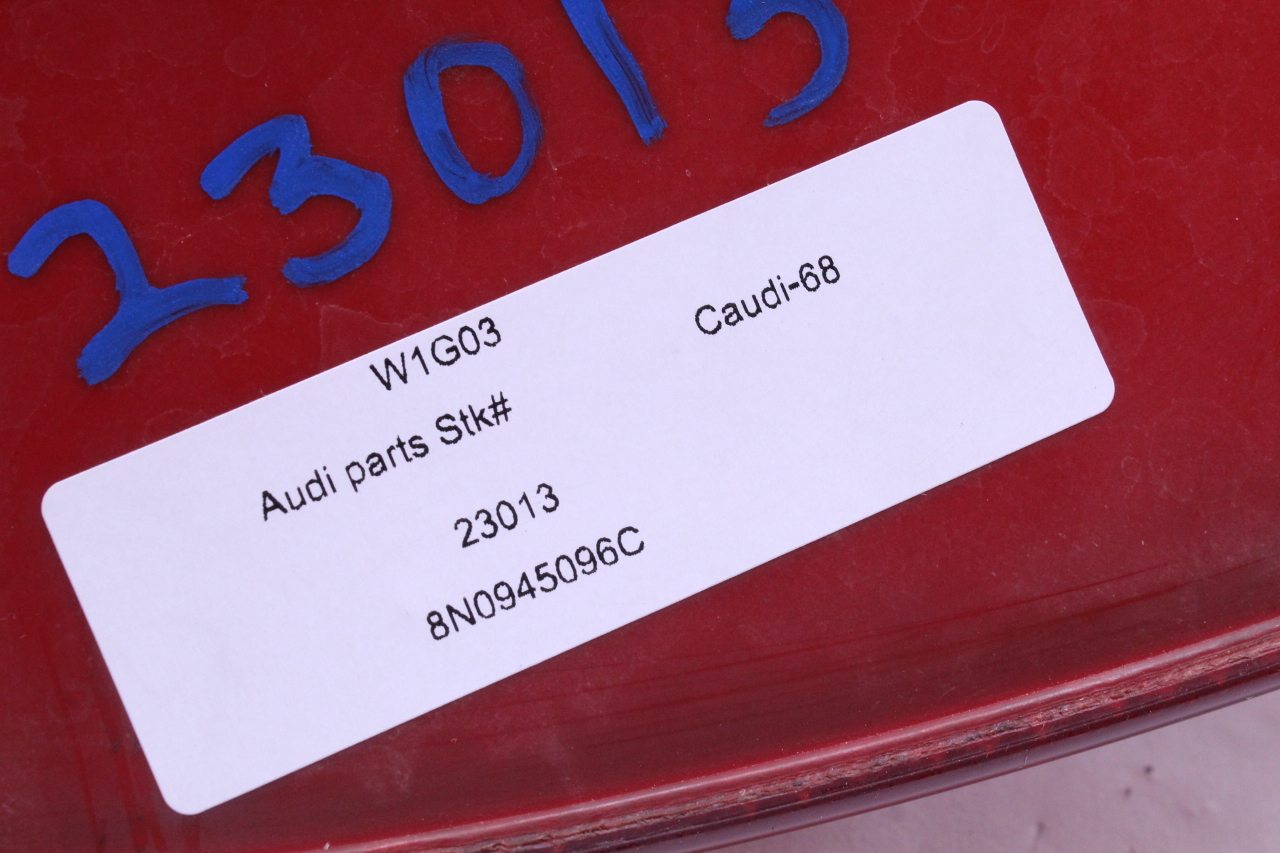 23013
W1G03 Caudi-68
Audi parts Stk#
23013
8N0945096C